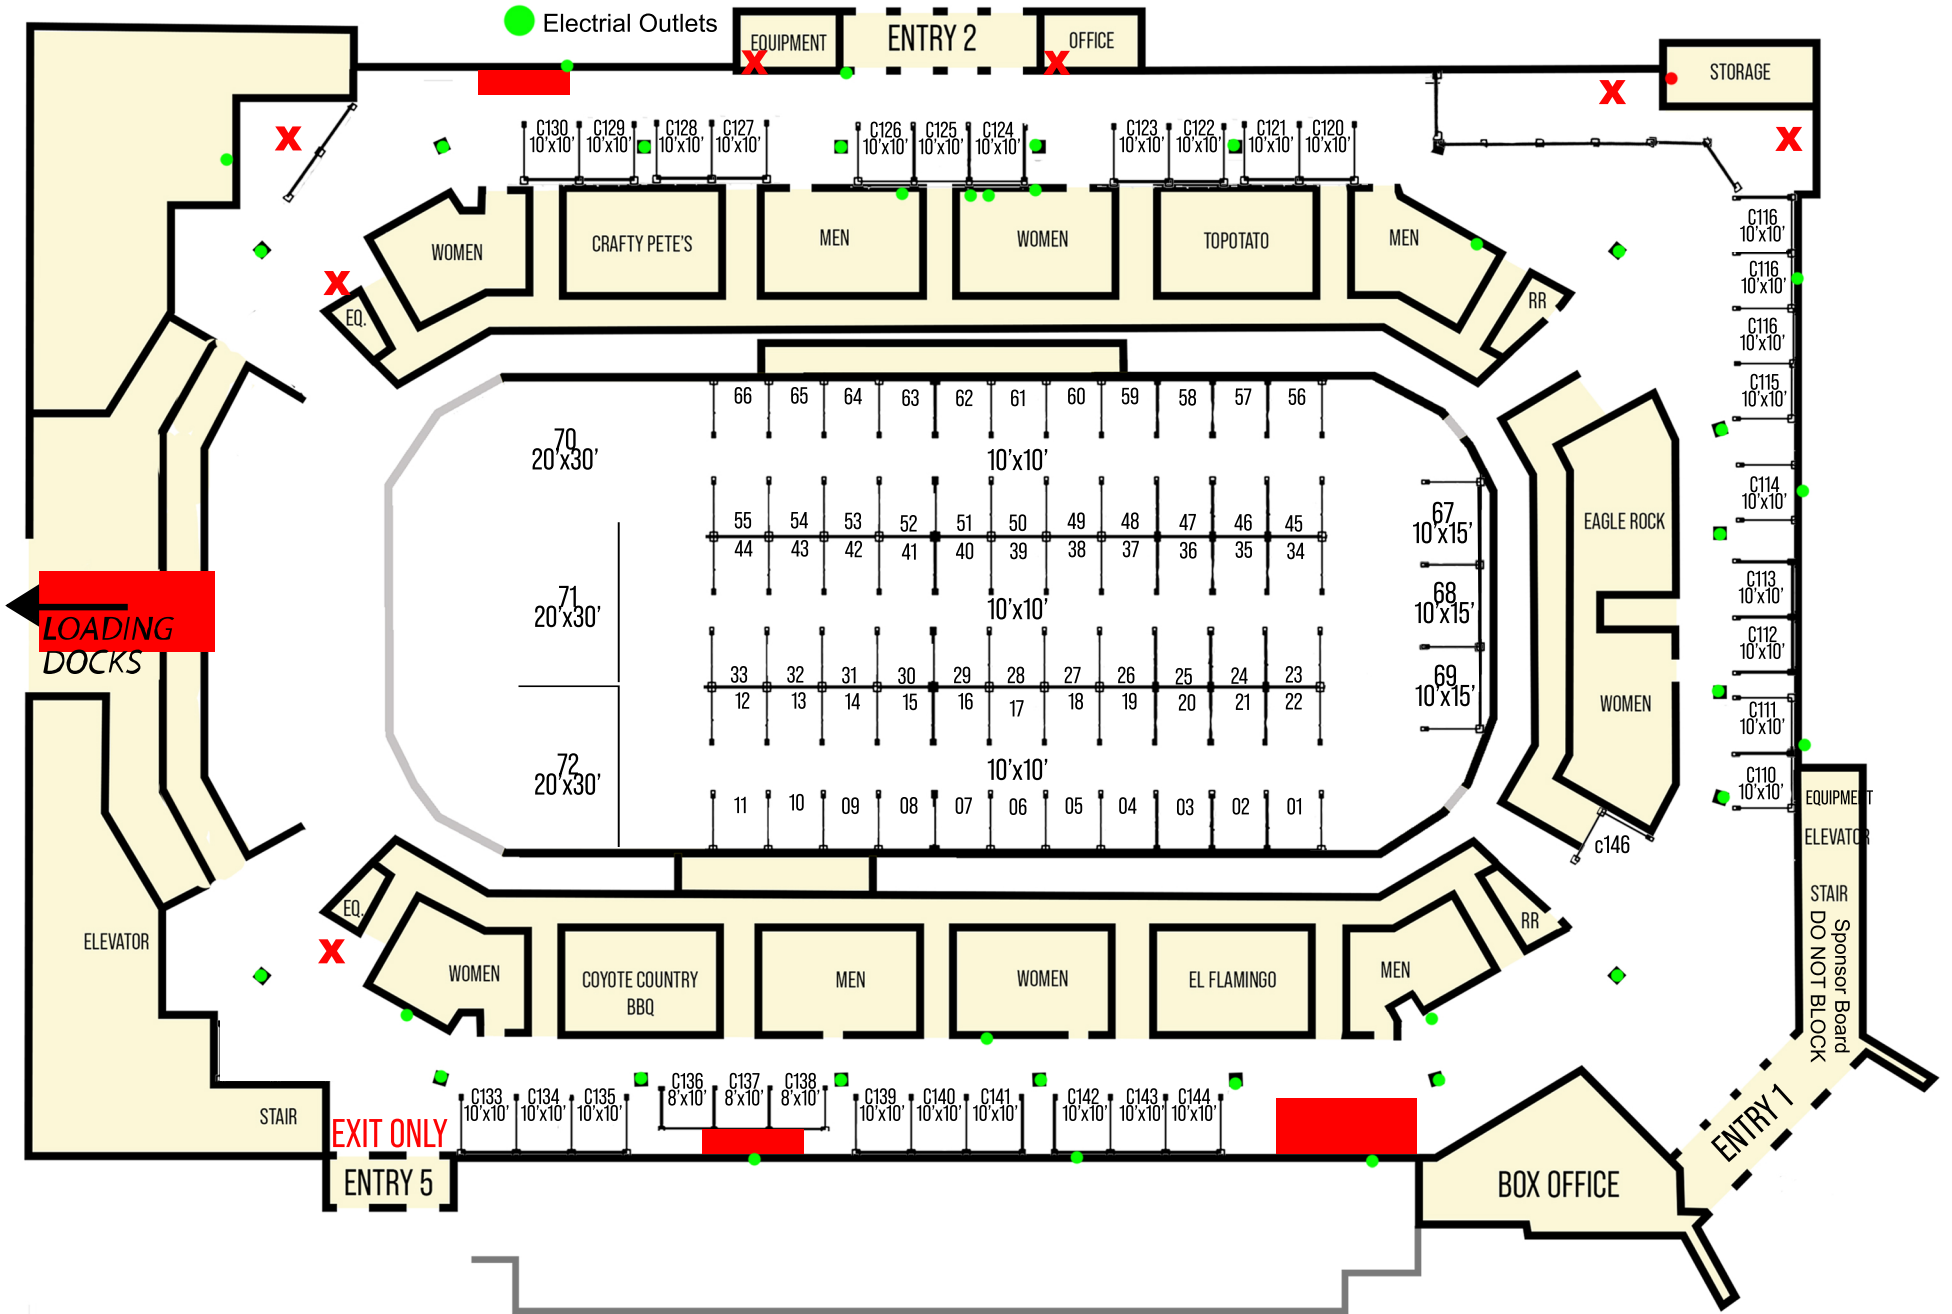 Electrial Outlets
EQUIPMENT
X
ENTRY 2
OFFICE
X
STORAGE
X
X
X
C130
10'x10'
C129
10'x10'
C128
10'x10'
C127
10'x10'
C126
10'x10'
C125
10'x10'
C124
10'x10'
C123
10'x10'
C122
10'x10'
C121
10'x10'
C120
10'x10'
WOMEN
CRAFTY PETE'S
MEN
WOMEN
TOPOTATO
MEN
RR
X
EQ.
C116
10'x10'
C116
10'x10'
C116
10'x10'
C115
10'x10'
C114
10'x10'
C113
10'x10'
C112
10'x10'
C111
10'x10'
C110
10'x10'
66 65 64 63 62 61 60 59 58 57 56
70
20'x30'
10'x10'
55 54 53 52 51 50 49 48 47 46 45
44 43 42 41 40 39 38 37 36 35 34
71
20'x30'
10'x10'
33 32 31 30 29 28 27 26 25 24 23
12 13 14 15 16 17 18 19 20 21 22
72
20'x30'
10'x10'
11 10 09 08 07 06 05 04 03 02 01
67
10'x15'
68
10'x15'
69
10'x15'
EAGLE ROCK
WOMEN
c146
LOADING
DOCKS
EQUIPMENT
ELEVATOR
STAIR
Sponsor Board
DO NOT BLOCK
ELEVATOR
EQ.
X
WOMEN
COYOTE COUNTRY
BBQ
MEN
WOMEN
EL FLAMINGO
MEN
RR
STAIR
EXIT ONLY
ENTRY 5
C133
10'x10'
C134
10'x10'
C135
10'x10'
C136
8'x10'
C137
8'x10'
C138
8'x10'
C139
10'x10'
C140
10'x10'
C141
10'x10'
C142
10'x10'
C143
10'x10'
C144
10'x10'
BOX OFFICE
ENTRY 1